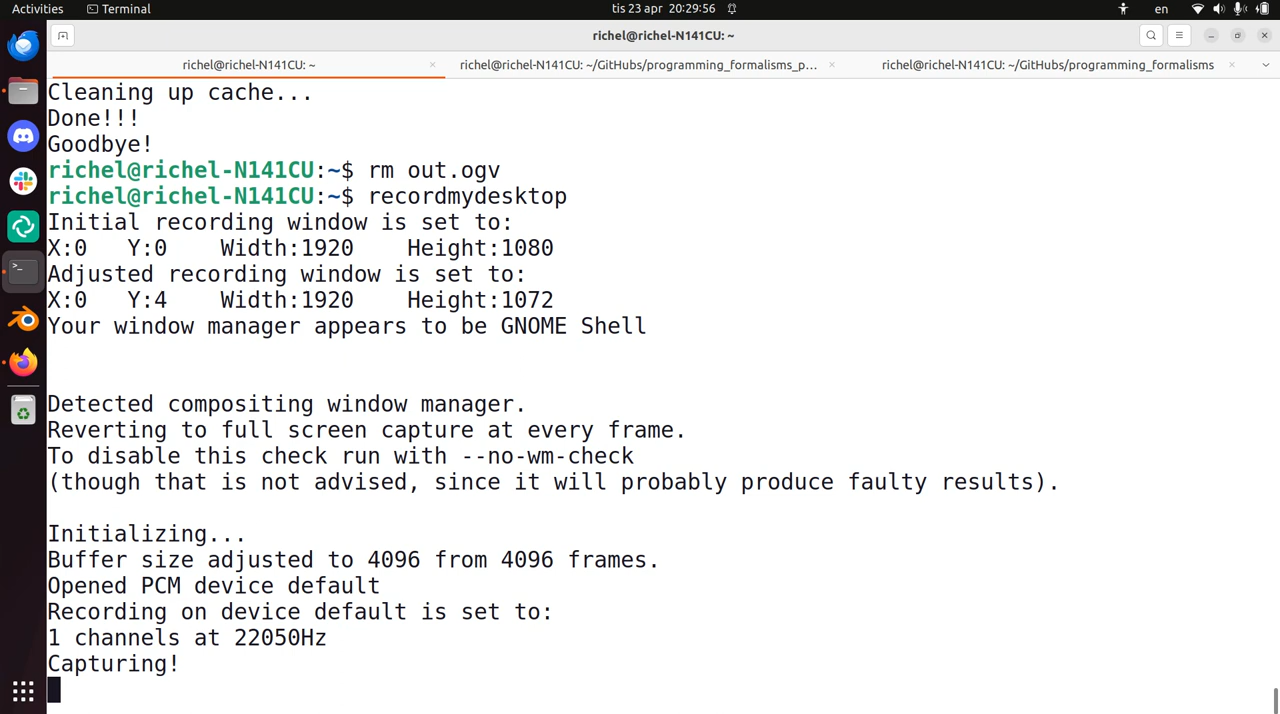 Activities
Terminal
tis 23 apr 20:29:56
en
richel@richel-N141CU: ~
richel@richel-N141CU: ~
richel@richel-N141CU: ~/GitHubs/programming_formalisms_p...
richel@richel-N141CU: ~/GitHubs/programming_formalisms
Cleaning up cache...
Done!!!
Goodbye!
richel@richel-N141CU:~$ rm out.ogv
richel@richel-N141CU:~$ recordmydesktop
Initial recording window is set to:
X:0   Y:0    Width:1920    Height:1080
Adjusted recording window is set to:
X:0   Y:4    Width:1920    Height:1072
Your window manager appears to be GNOME Shell
Detected compositing window manager.
Reverting to full screen capture at every frame.
To disable this check run with --no-wm-check
(though that is not advised, since it will probably produce faulty results).
Initializing...
Buffer size adjusted to 4096 from 4096 frames.
Opened PCM device default
Recording on device default is set to:
1 channels at 22050Hz
Capturing!